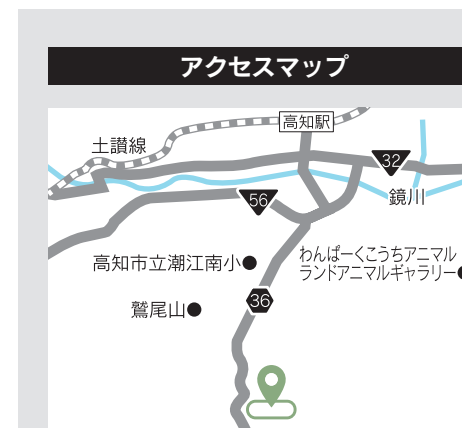 アクセスマップ
高知駅
土讃線
32
鏡川
56
わんぱーくこうちアニマル
ランドアニマルギャラリー
高知市立潮江南小
36
鷲尾山